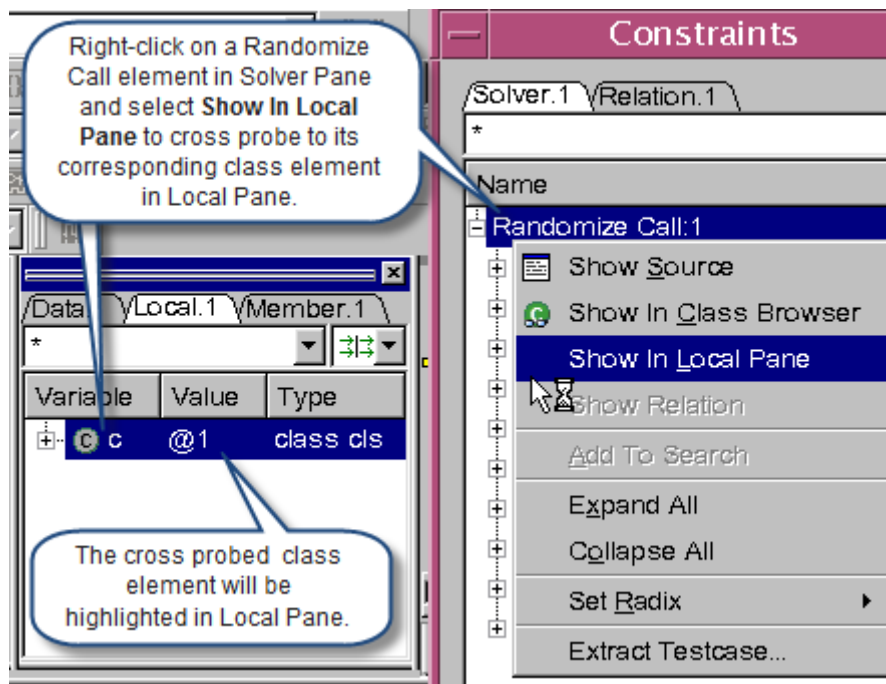 Right-click on a Randomize
Call element in Solver Pane
and select Show In Local
Pane to cross probe to its
corresponding class element
in Local Pane.
Data
Local.1
Member.1
*
Variable Value Type
c @1 class cls
The cross probed class
element will be
highlighted in Local Pane.
Constraints
Solver.1 Relation.1
*
Name
Randomize Call:1
Show Source
Show In Class Browser
Show In Local Pane
Show Relation
Add To Search
Expand All
Collapse All
Set Radix
Extract Testcase...